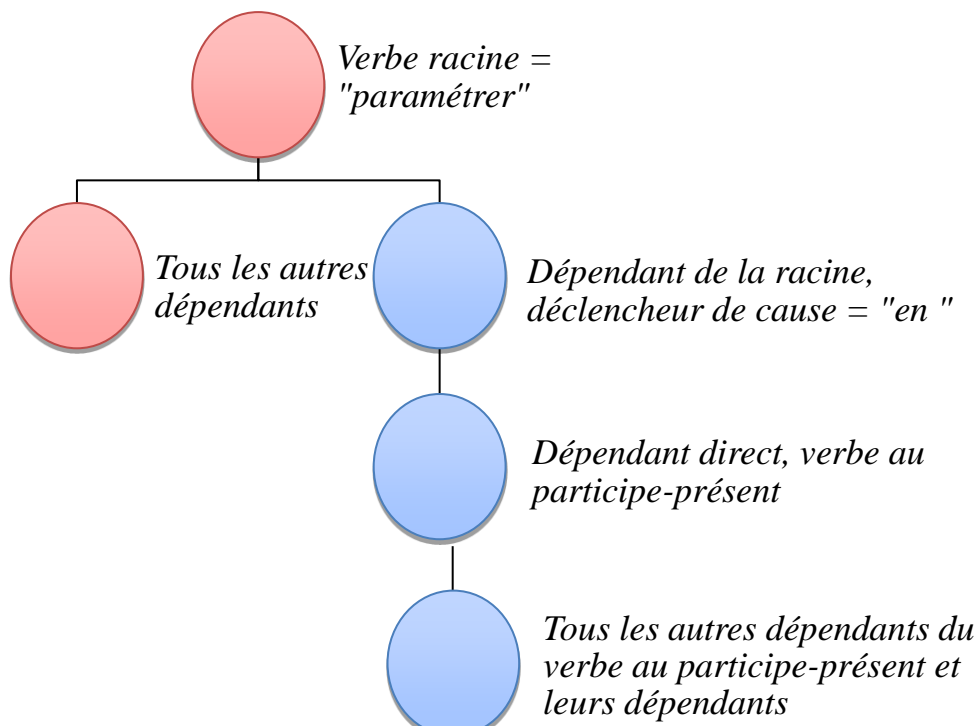 Verbe racine =
"paramétrer"
Tous les autres
dépendants
Dépendant de la racine,
déclencheur de cause = "en "
Dépendant direct, verbe au
participe-présent
Tous les autres dépendants du
verbe au participe-présent et
leurs dépendants